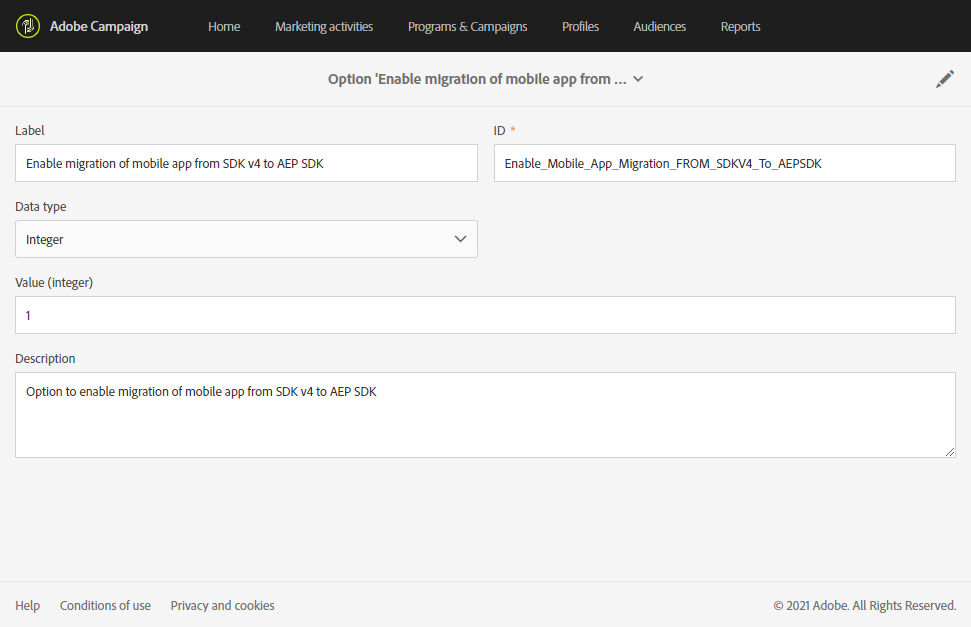 Adobe Campaign Home Marketing activities Programs & Campaigns Profiles Audiences Reports
Option 'Enable migration of mobile app from ...
Label ID *
Enable migration of mobile app from SDK v4 to AEP SDK Enable_Mobile_App_Migration_FROM_SDKV4_To_AEPSDK
Data type
Integer
Value (integer)
1
Description
Option to enable migration of mobile app from SDK v4 to AEP SDK
Help Conditions of use Privacy and cookies © 2021 Adobe. All Rights Reserved.